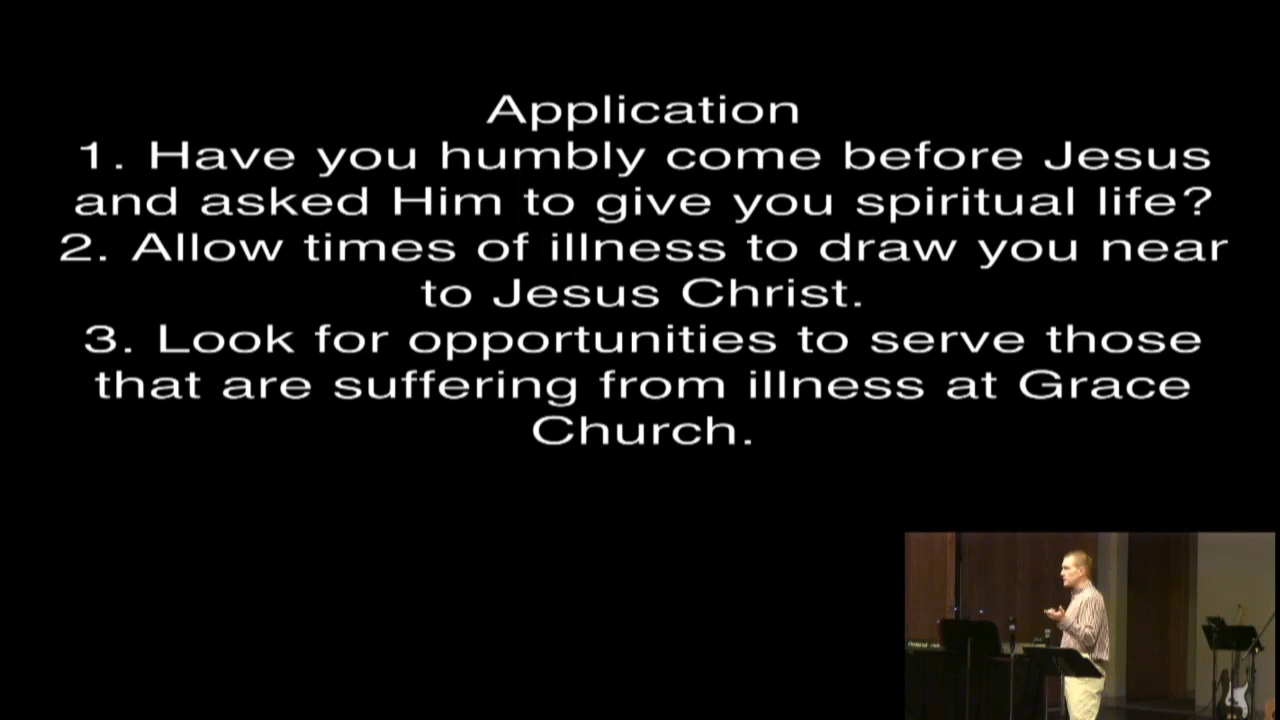 Application
1. Have you humbly come before Jesus
and asked Him to give you spiritual life?
2. Allow times of illness to draw you near
to Jesus Christ.
3. Look for opportunities to serve those
that are suffering from illness at Grace
Church.
Roland